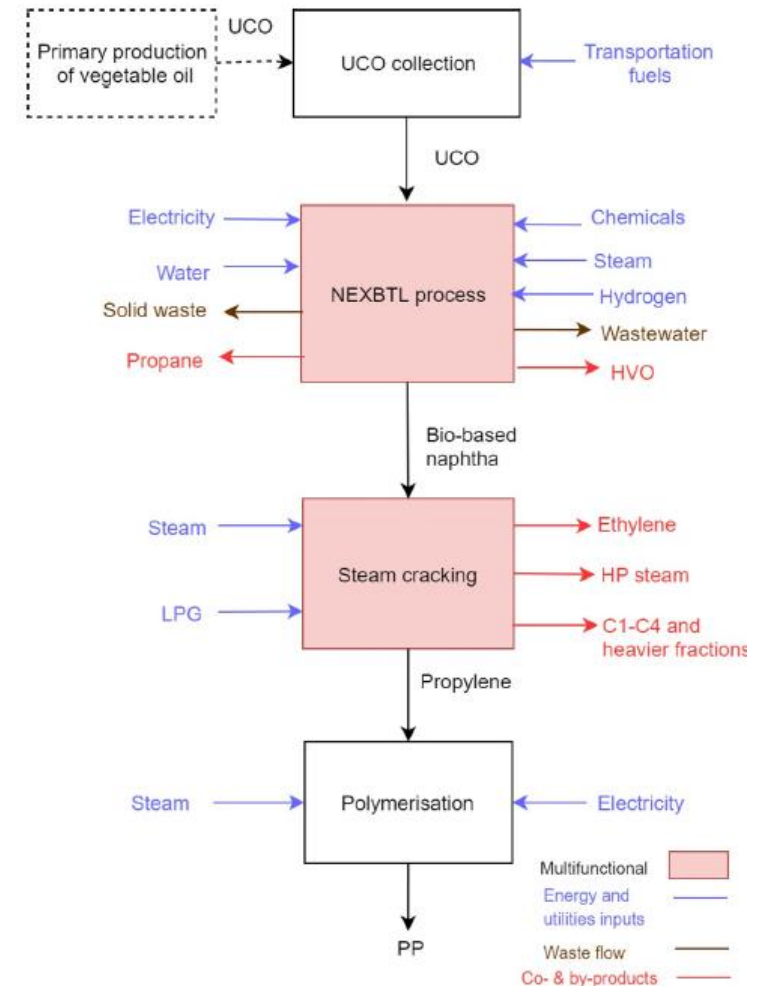 UCO
Primary production
of vegetable oil
UCO collection
Transportation
fuels
UCO
Electricity
Water
Solid waste
Propane
NEXBTL process
Chemicals
Steam
Hydrogen
Wastewater
HVO
Bio-based
naphtha
Steam
LPG
Steam cracking
Ethylene
HP steam
C1-C4 and
heavier fractions
Propylene
Steam
Polymerisation
Electricity
PP
Multifunctional
Energy and
utilities inputs
Waste flow
Co- & by-products